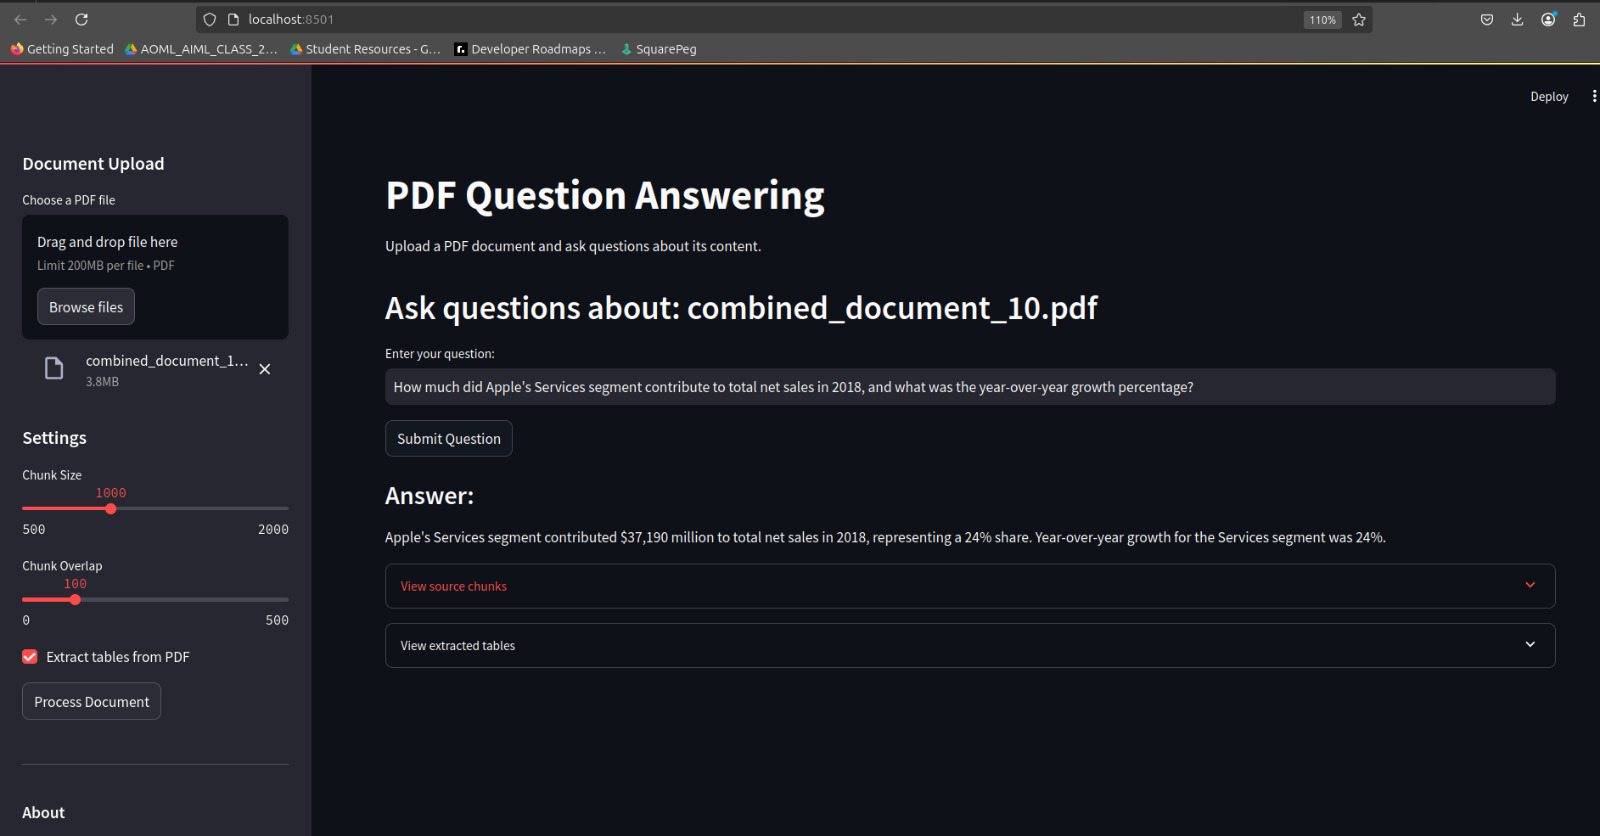 localhost:8501
110%
Getting Started
AOML_AIML_CLASS_2...
Student Resources - G...
Developer Roadmaps ...
SquarePeg
Deploy
Document Upload
Choose a PDF file
Drag and drop file here
Limit 200MB per file • PDF
Browse files
combined_document_1...
3.8MB
Settings
Chunk Size
1000
500 2000
Chunk Overlap
100
0 500
Extract tables from PDF
Process Document
About
PDF Question Answering
Upload a PDF document and ask questions about its content.
Ask questions about: combined_document_10.pdf
Enter your question:
How much did Apple's Services segment contribute to total net sales in 2018, and what was the year-over-year growth percentage?
Submit Question
Answer:
Apple's Services segment contributed $37,190 million to total net sales in 2018, representing a 24% share. Year-over-year growth for the Services segment was 24%.
View source chunks
View extracted tables